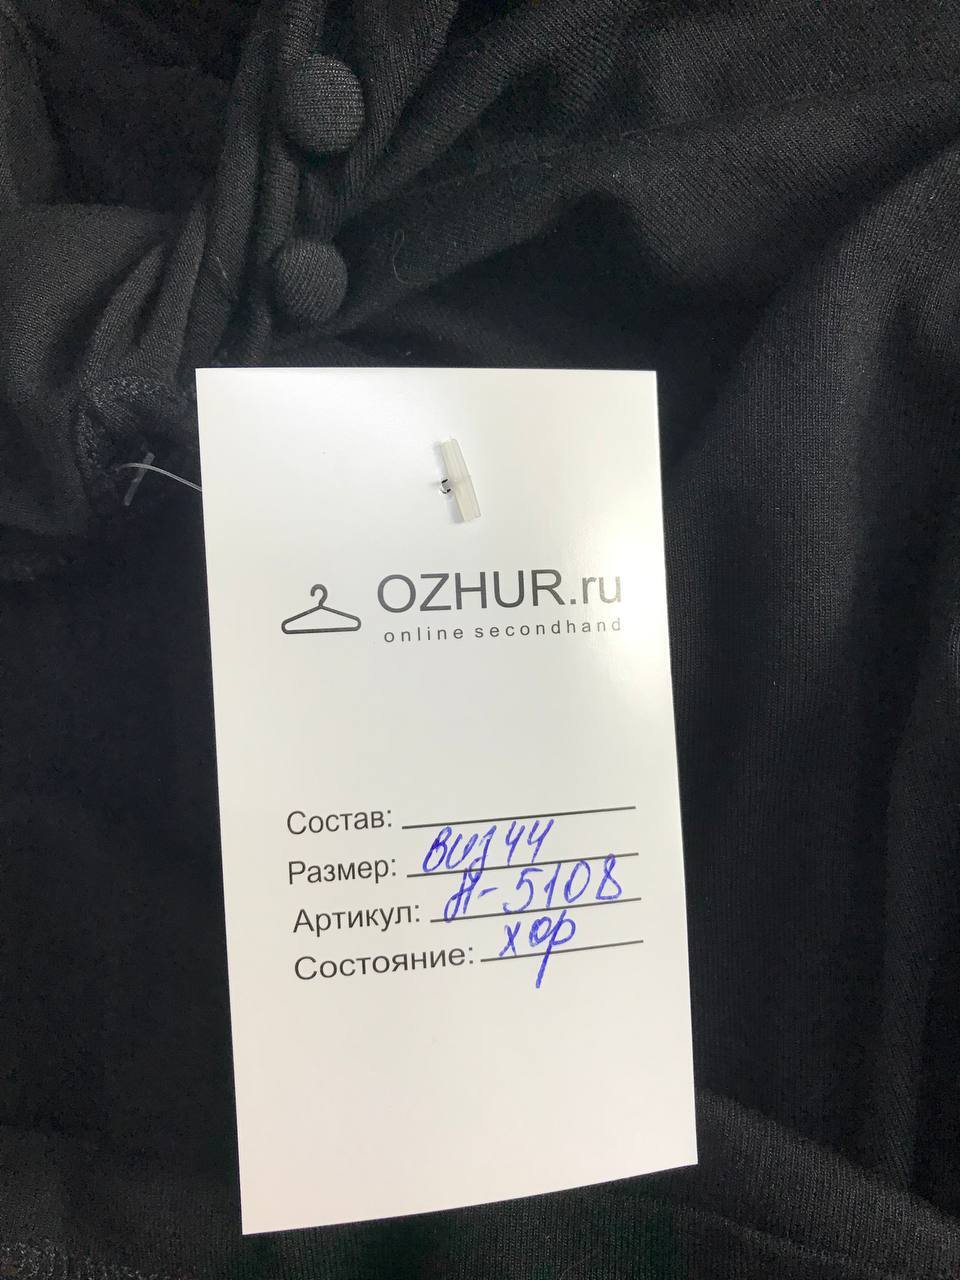 OZHUR.ru
online secondhand
Состав:
Размер: виз 44
Артикул: Н-5108
Состояние: хор